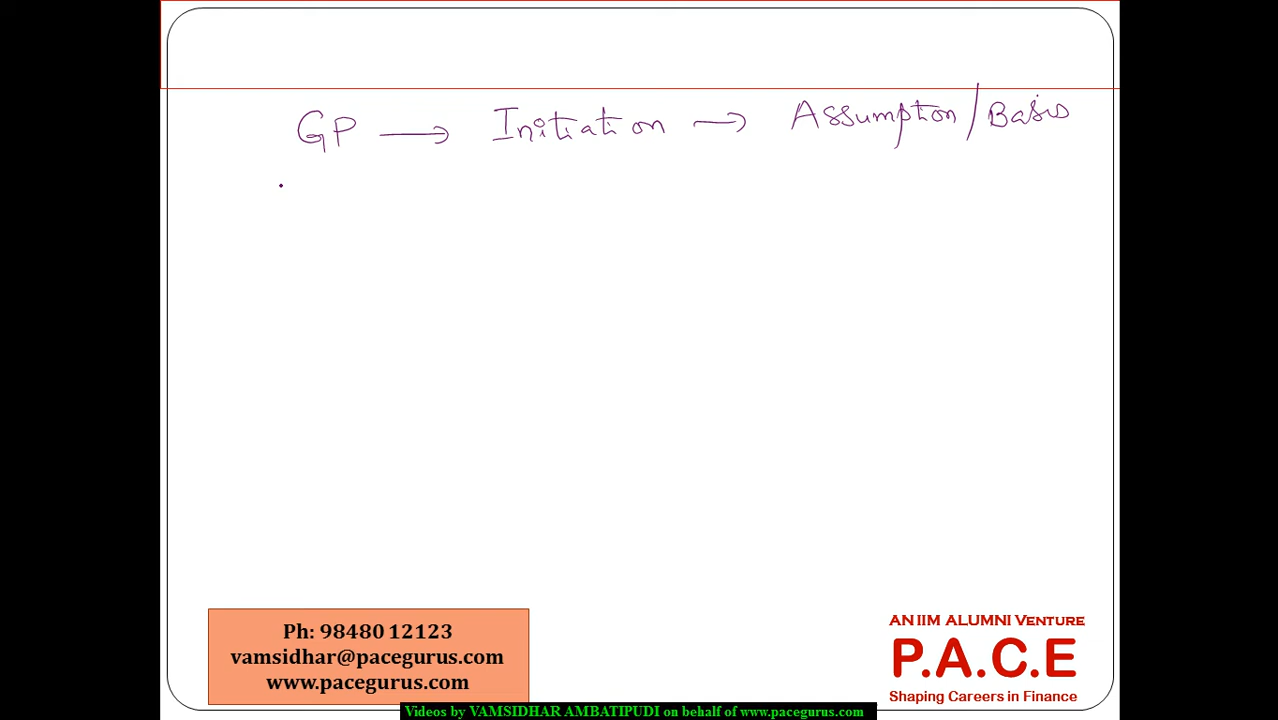 GP → Initiation → Assumption/Basis
Ph: 98480 12123
vamsidhar@pacegurus.com
www.pacegurus.com
AN IIM ALUMNI VENTURE
P.A.C.E
Shaping Careers in Finance
Videos by VAMSIDHAR AMBATIPUDI on behalf of www.pacegurus.com